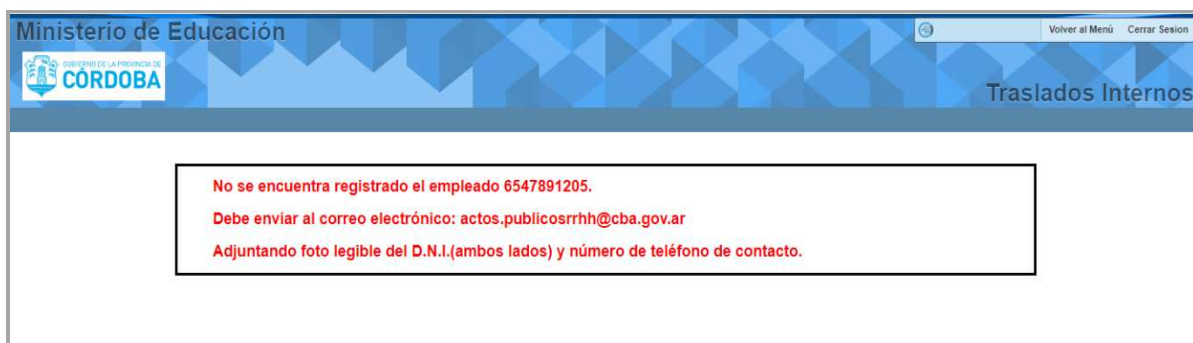 Ministerio de Educación
Volver al Menú Cerrar Sesion
GOBIERNO DE LA PROVINCIA DE
CÓRDOBA
Traslados Internos
No se encuentra registrado el empleado 6547891205.
Debe enviar al correo electrónico: actos.publicosrrhh@cba.gov.ar
Adjuntando foto legible del D.N.I.(ambos lados) y número de teléfono de contacto.